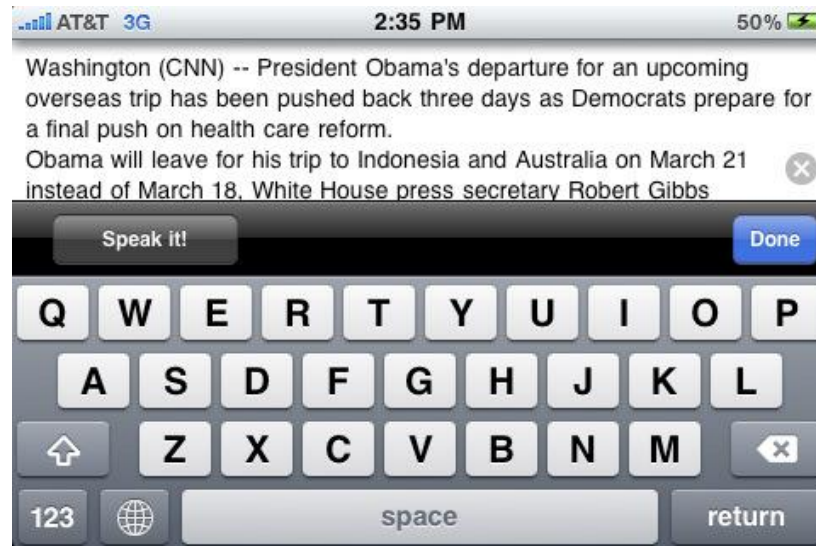 AT&T 3G 2:35 PM 50%
Washington (CNN) -- President Obama's departure for an upcoming
overseas trip has been pushed back three days as Democrats prepare for
a final push on health care reform.
Obama will leave for his trip to Indonesia and Australia on March 21
instead of March 18, White House press secretary Robert Gibbs
Speak it! Done
Q W E R T Y U I O P
A S D F G H J K L
Z X C V B N M
123 space return